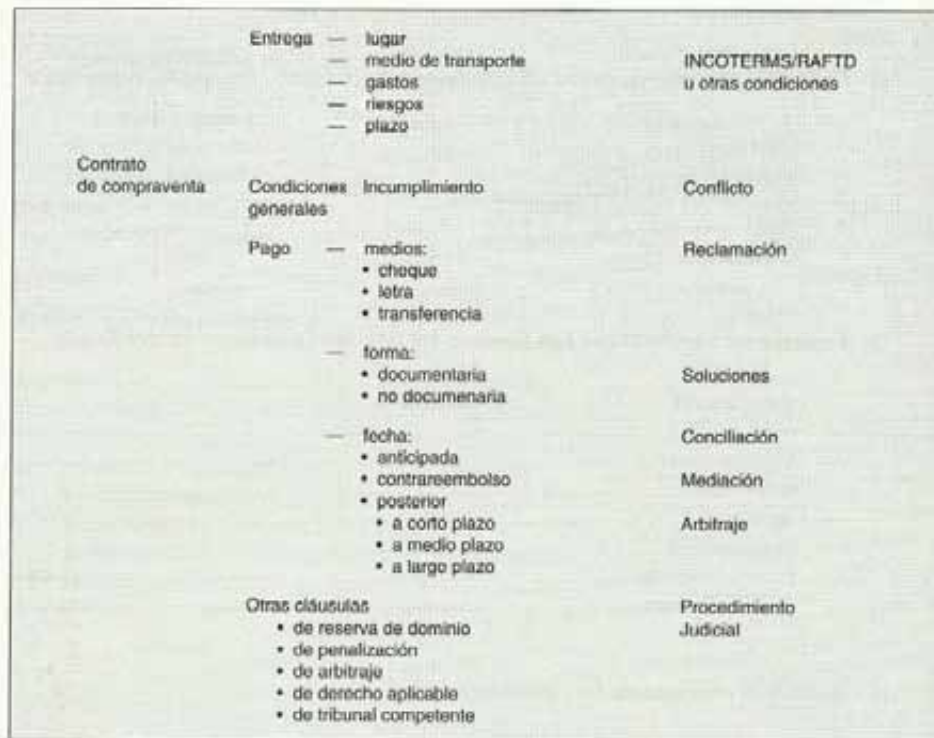 Entrega — lugar
— medio de transporte INCOTERMS/RAFTD
— gastos u otras condiciones
— riesgos
— plazo
Contrato
de compraventa Condiciones Incumplimiento Conflicto
generales
Pago — medios: Reclamación
• cheque
• letra
• transferencia
— forma:
• documentaria Soluciones
• no documenaria
— fecha: Conciliación
• anticipada
• contrareembolso Mediación
• posterior
• a corto plazo Arbitraje
• a medio plazo
• a largo plazo
Otras cláusulas Procedimiento
• de reserva de dominio Judicial
• de penalización
• de arbitraje
• de derecho aplicable
• de tribunal competente